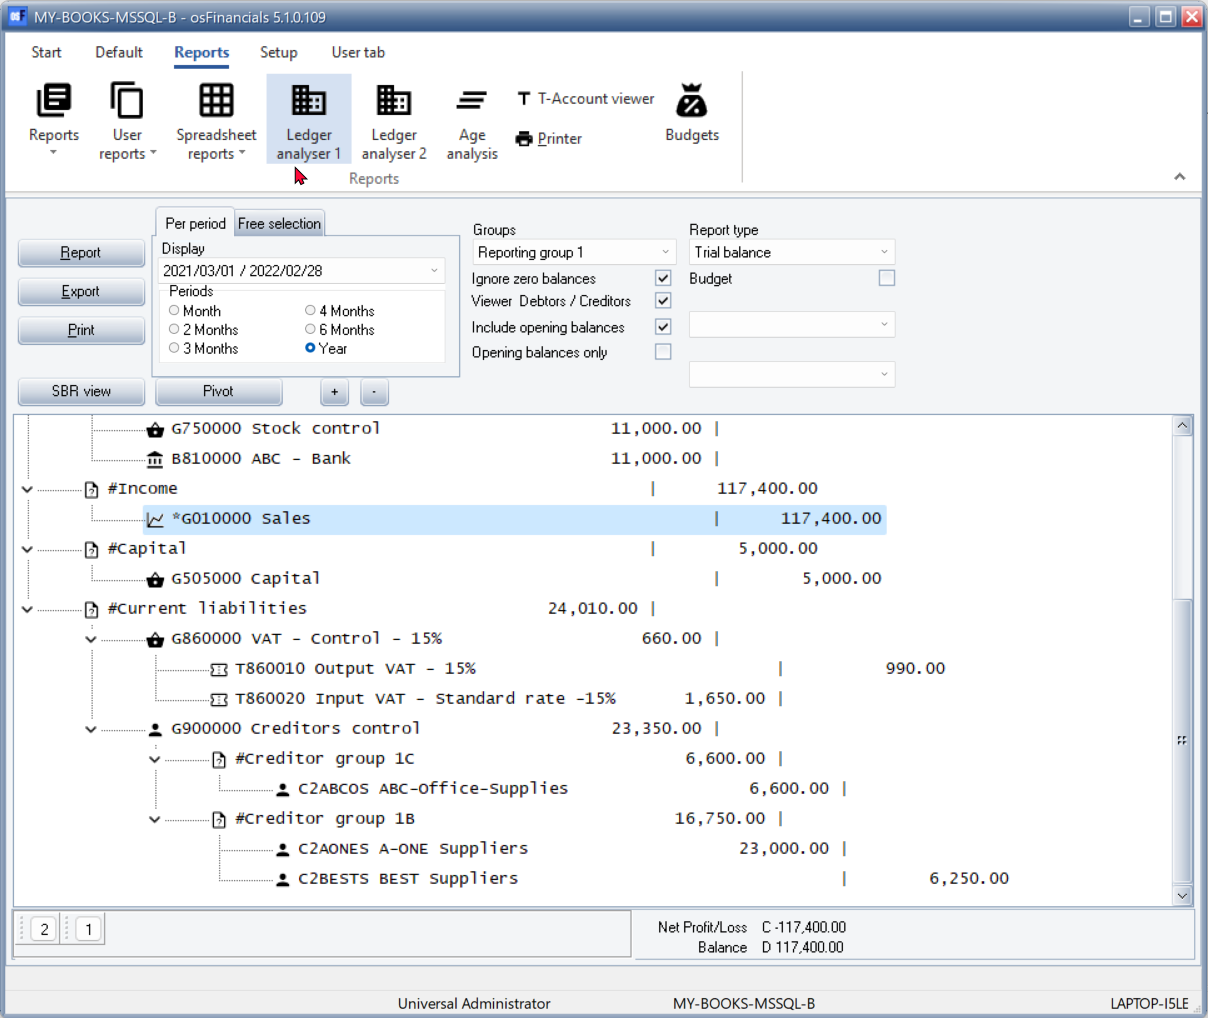 MY-BOOKS-MSSQL-B - osFinancials 5.1.0.109
Start Default Reports Setup User tab
Reports
User reports
Spreadsheet reports
Ledger analyser 1
Ledger analyser 2
Age analysis
T-Account viewer
Printer
Budgets
Reports
Report
Export
Print
SBR view
Per period Free selection
Display
2021/03/01 / 2022/02/28
Periods
Month 4 Months
2 Months 6 Months
3 Months Year
Pivot + -
Groups
Reporting group 1
Ignore zero balances
Viewer Debtors / Creditors
Include opening balances
Opening balances only
Report type
Trial balance
Budget
G750000 Stock control 11,000.00 |
B810000 ABC - Bank 11,000.00 |
#Income | 117,400.00
*G010000 Sales | 117,400.00
#Capital | 5,000.00
G505000 Capital | 5,000.00
#Current liabilities 24,010.00 |
G860000 VAT - Control - 15% 660.00 |
T860010 Output VAT - 15% | 990.00
T860020 Input VAT - Standard rate -15% 1,650.00 |
G900000 Creditors control 23,350.00 |
#Creditor group 1C 6,600.00 |
C2ABCOS ABC-Office-Supplies 6,600.00 |
#Creditor group 1B 16,750.00 |
C2AONES A-ONE Suppliers 23,000.00 |
C2BESTS BEST Suppliers | 6,250.00
2 1
Net Profit/Loss C -117,400.00
Balance D 117,400.00
Universal Administrator MY-BOOKS-MSSQL-B LAPTOP-I5LE